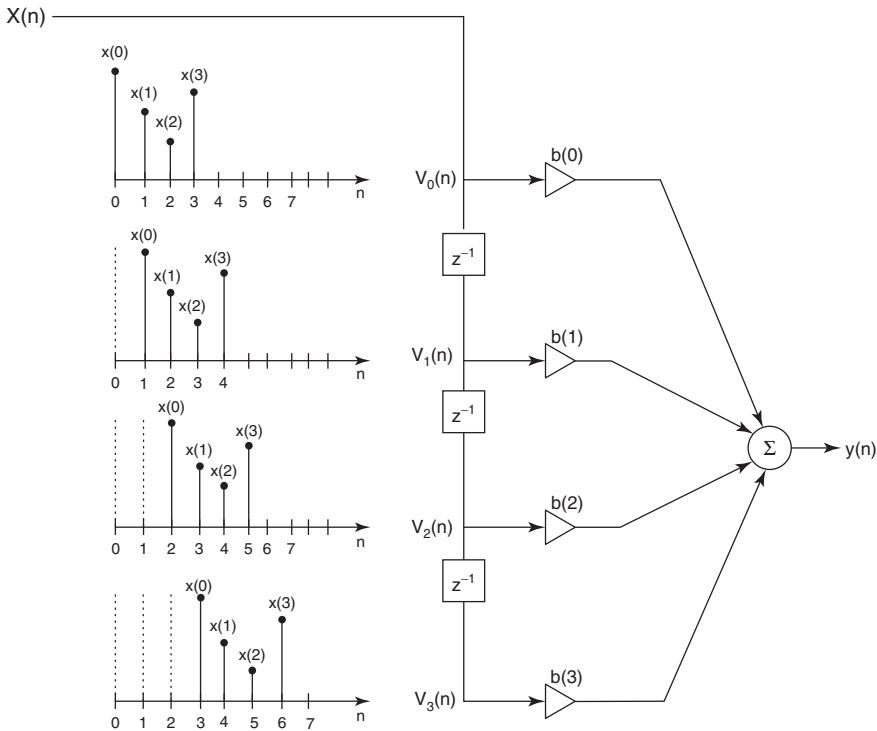 X(n)
x(0)
x(1)
x(2)
x(3)
n
0 1 2 3 4 5 6 7
V₀(n)
b(0)
z⁻¹
x(0)
x(1)
x(2)
x(3)
n
0 1 2 3 4
V₁(n)
b(1)
z⁻¹
x(0)
x(1)
x(2)
x(3)
n
0 1 2 3 4 5 6 7
V₂(n)
b(2)
Σ
y(n)
z⁻¹
x(0)
x(1)
x(2)
x(3)
n
0 1 2 3 4 5 6 7
V₃(n)
b(3)